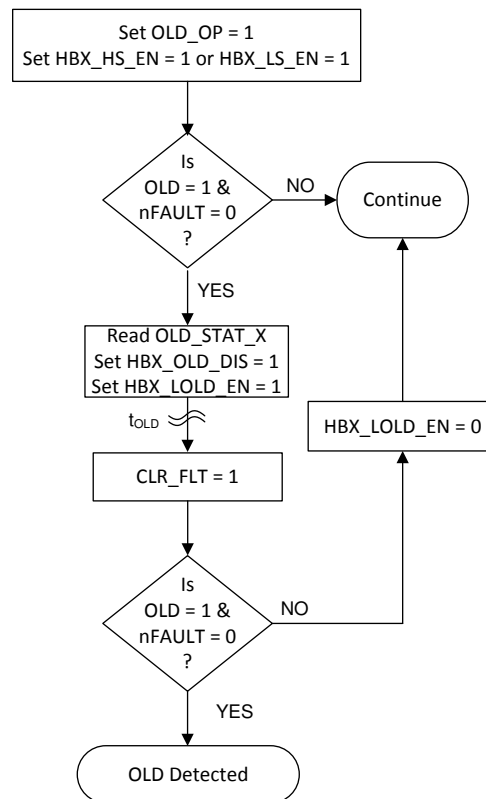 Set OLD_OP = 1
Set HBX_HS_EN = 1 or HBX_LS_EN = 1
Is
OLD = 1 &
nFAULT = 0
?
NO
Continue
YES
Read OLD_STAT_X
Set HBX_OLD_DIS = 1
Set HBX_LOLD_EN = 1
tOLD
HBX_LOLD_EN = 0
CLR_FLT = 1
Is
OLD = 1 &
nFAULT = 0
?
NO
YES
OLD Detected